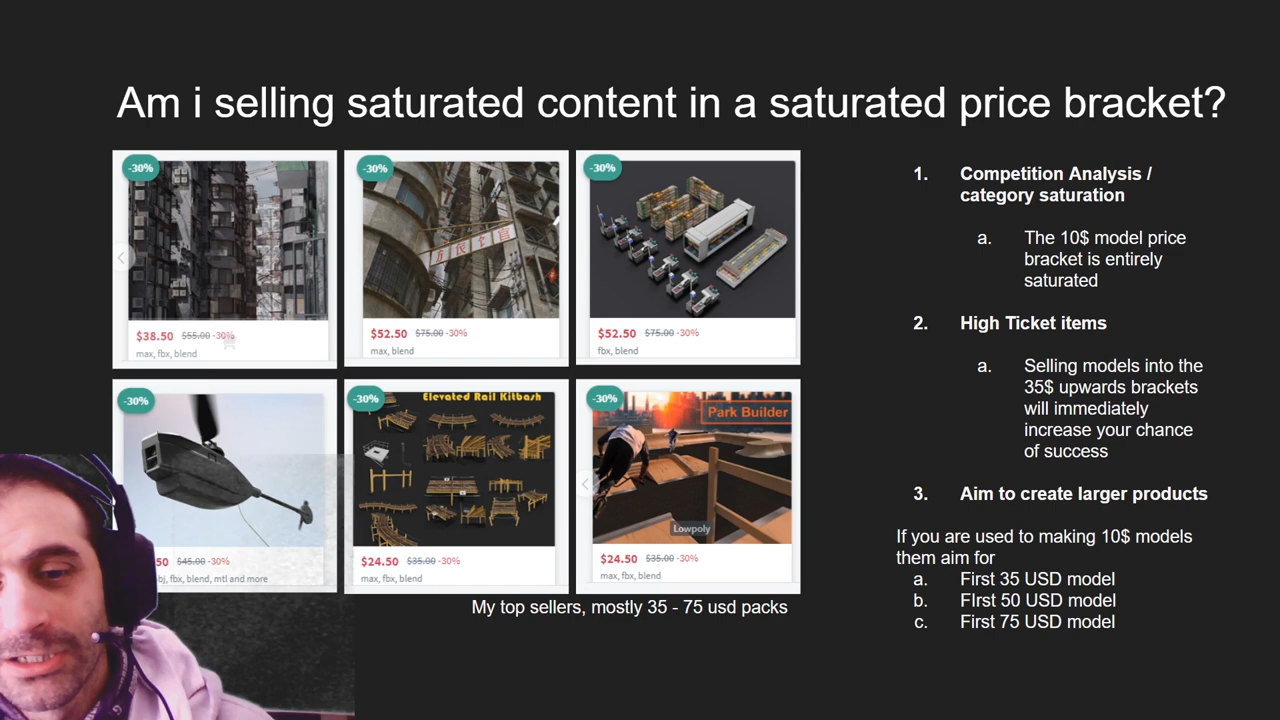 Am i selling saturated content in a saturated price bracket?
-30%
$38.50 $55.00 -30%
max, fbx, blend
-30%
$52.50 $75.00 -30%
max, blend
-30%
$52.50 $75.00 -30%
fbx, blend
-30%
50 $45.00 -30%
obj, fbx, blend, mtl and more
-30%
Elevated Rail Kitbash
$24.50 $35.00 -30%
max, fbx, blend
-30%
Park Builder
Lowpoly
$24.50 $35.00 -30%
max, fbx, blend
My top sellers, mostly 35 - 75 usd packs
1. Competition Analysis /
category saturation
a. The 10$ model price
bracket is entirely
saturated
2. High Ticket items
a. Selling models into the
35$ upwards brackets
will immediately
increase your chance
of success
3. Aim to create larger products
If you are used to making 10$ models
them aim for
a. First 35 USD model
b. FIrst 50 USD model
c. First 75 USD model